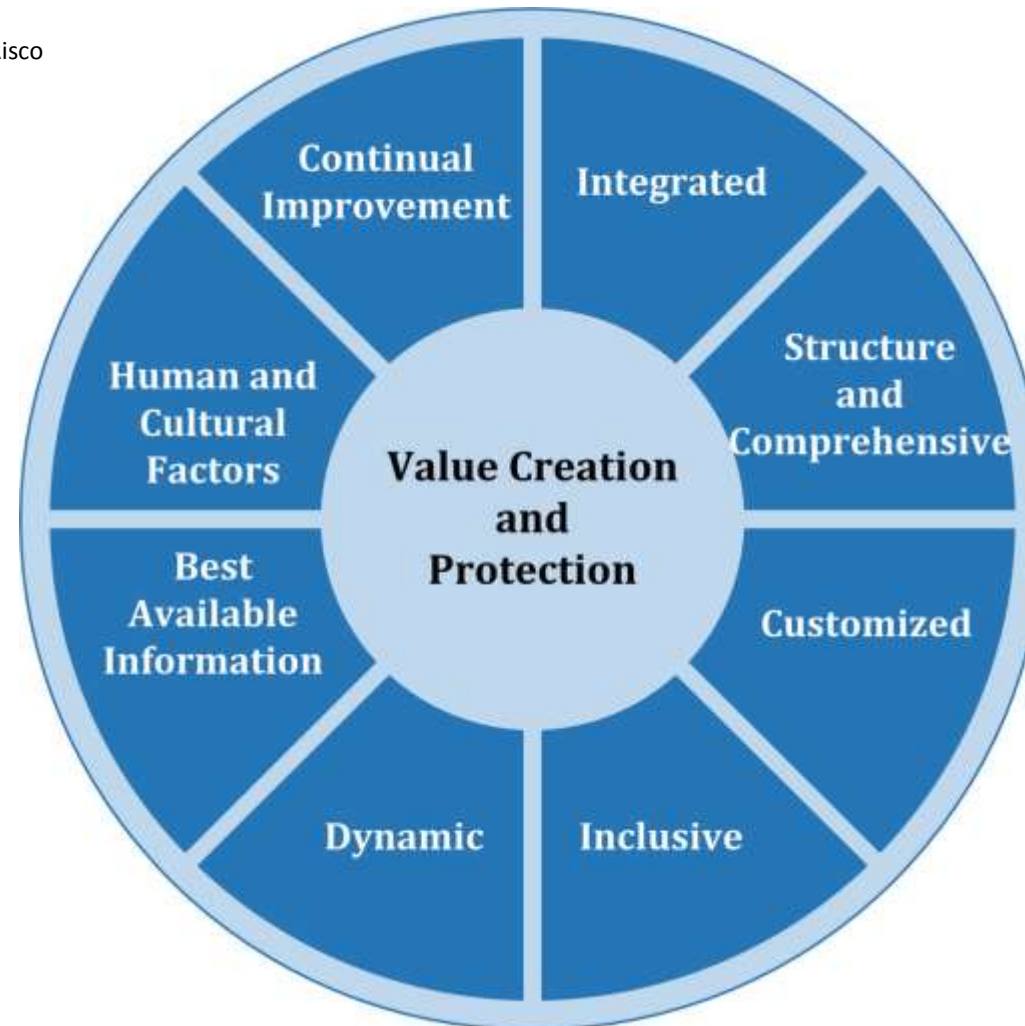 isco
Continual
Improvement
Integrated
Structure
and
Comprehensive
Customized
Inclusive
Dynamic
Best
Available
Information
Human and
Cultural
Factors
Value Creation
and
Protection